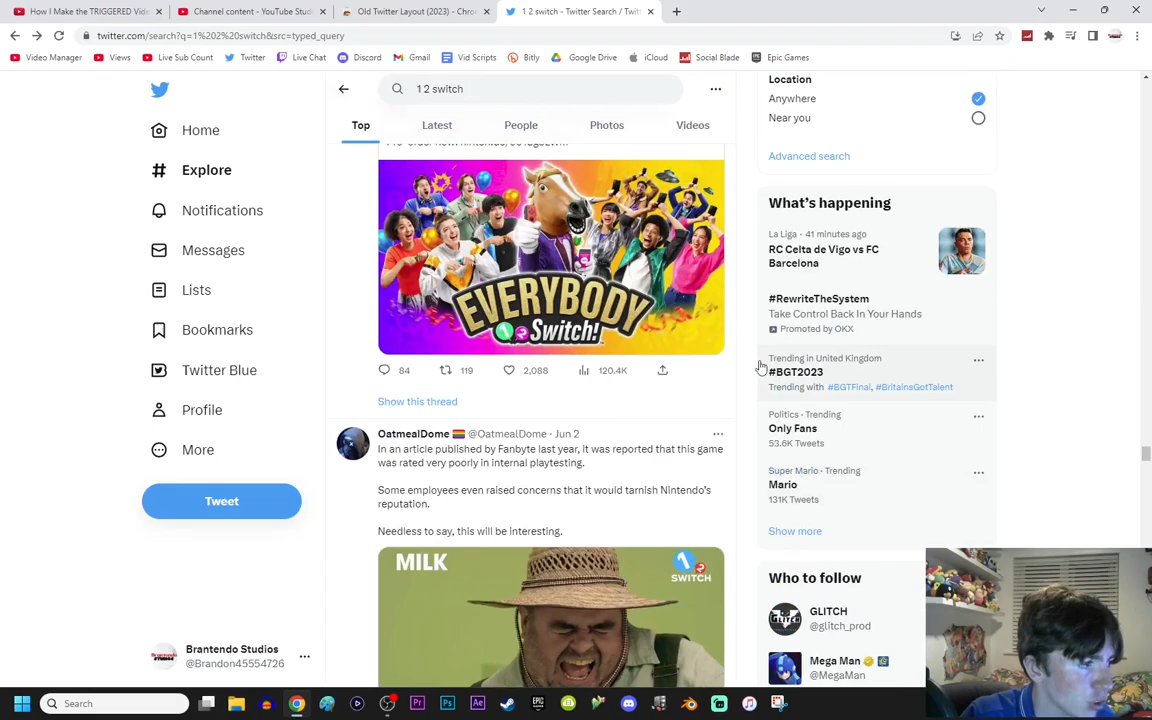 How I Make the TRIGGERED Vide
Channel content - YouTube Studi
Old Twitter Layout (2023) - Chro
1 2 switch - Twitter Search / Twit
twitter.com/search?q=1%202%20switch&src=typed_query
Video Manager
Views
Live Sub Count
Twitter
Live Chat
Discord
Gmail
Vid Scripts
Bitly
Google Drive
iCloud
Social Blade
Epic Games
Home
Explore
Notifications
Messages
Lists
Bookmarks
Twitter Blue
Profile
More
Tweet
Brantendo Studios
@Brandon45554726
1 2 switch
Top
Latest
People
Photos
Videos
EVERYBODY
1 2 Switch!
84
119
2,088
120.4K
Show this thread
OatmealDome 🏳️‍🌈 @OatmealDome · Jun 2
In an article published by Fanbyte last year, it was reported that this game
was rated very poorly in internal playtesting.
Some employees even raised concerns that it would tarnish Nintendo's
reputation.
Needless to say, this will be interesting.
MILK
1 2
SWITCH
Location
Anywhere
Near you
Advanced search
What's happening
La Liga · 41 minutes ago
RC Celta de Vigo vs FC
Barcelona
#RewriteTheSystem
Take Control Back In Your Hands
Promoted by OKX
Trending in United Kingdom
#BGT2023
Trending with #BGTFinal, #BritainsGotTalent
Politics · Trending
Only Fans
53.6K Tweets
Super Mario · Trending
Mario
131K Tweets
Show more
Who to follow
GLITCH
@glitch_prod
Mega Man
@MegaMan
Search